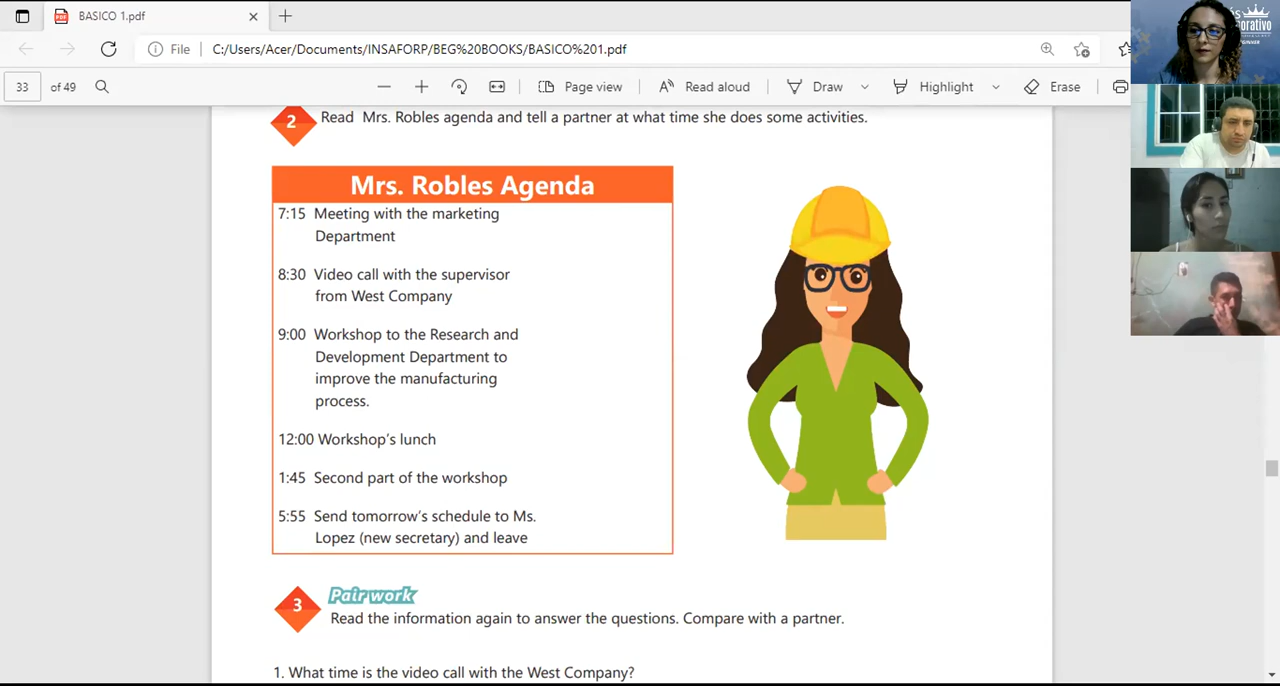 BASICO 1.pdf
File C:/Users/Acer/Documents/INSAFORP/BEG%20BOOKS/BASICO%201.pdf
33 of 49 Page view Read aloud Draw Highlight Erase
2 Read Mrs. Robles agenda and tell a partner at what time she does some activities.
Mrs. Robles Agenda
7:15 Meeting with the marketing
Department
8:30 Video call with the supervisor
from West Company
9:00 Workshop to the Research and
Development Department to
improve the manufacturing
process.
12:00 Workshop's lunch
1:45 Second part of the workshop
5:55 Send tomorrow's schedule to Ms.
Lopez (new secretary) and leave
3 Pair work
Read the information again to answer the questions. Compare with a partner.
1. What time is the video call with the West Company?